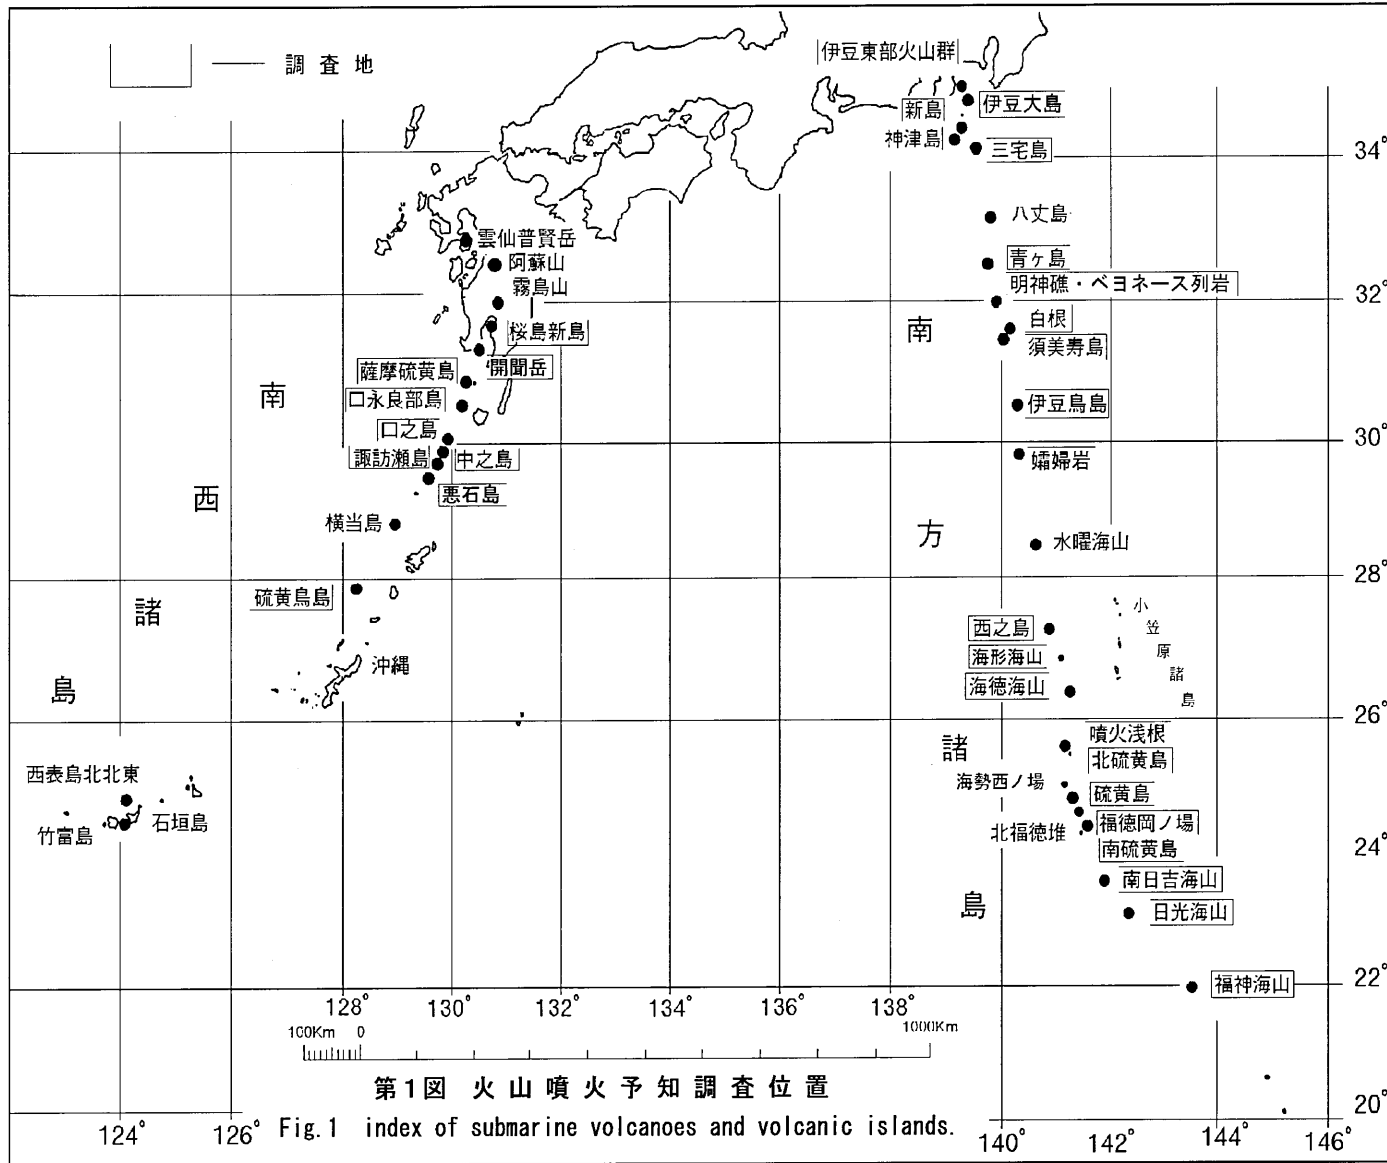 調査地
伊豆東部火山群
新島
伊豆大島
神津島
三宅島
34°
八丈島
雲仙普賢岳
阿蘇山
青ヶ島
霧島山
明神礁・ベヨネース列岩
32°
南
白根
桜島新島
須美寿島
開聞岳
薩摩硫黄島
南
口永良部島
伊豆鳥島
口之島
30°
諏訪瀬島
中之島
孀婦岩
悪石島
西
横当島
方
水曜海山
28°
硫黄鳥島
諸
小笠原諸島
西之島
海形海山
沖縄
海徳海山
島
26°
諸
噴火浅根
北硫黄島
西表島北北東
海勢西ノ場
硫黄島
石垣島
竹富島
福徳岡ノ場
北福徳堆
24°
南硫黄島
南日吉海山
島
日光海山
22°
福神海山
128° 130° 132° 134° 136° 138°
100Km 0 1000Km
第1図 火山噴火予知調査位置
20°
Fig.1 index of submarine volcanoes and volcanic islands.
124° 126° 140° 142° 144° 146°